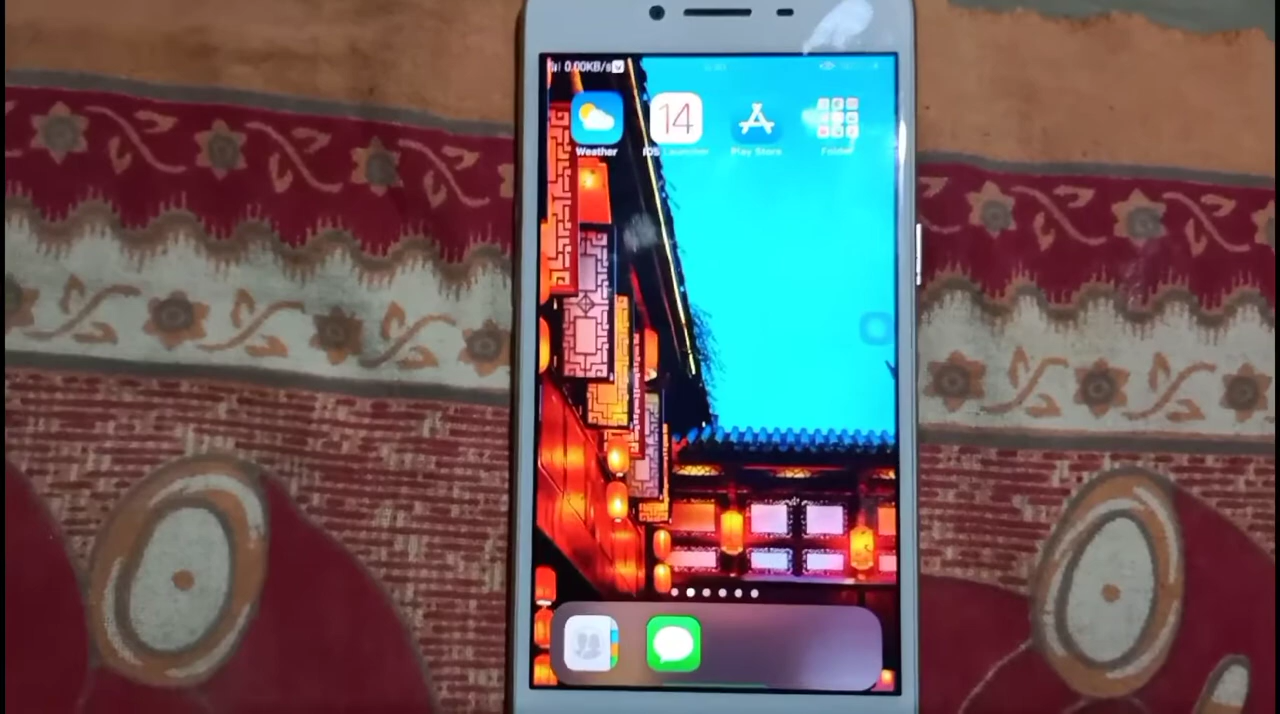 0.00KB/s
14
Weather
iOS Launcher
Play Store
Folder